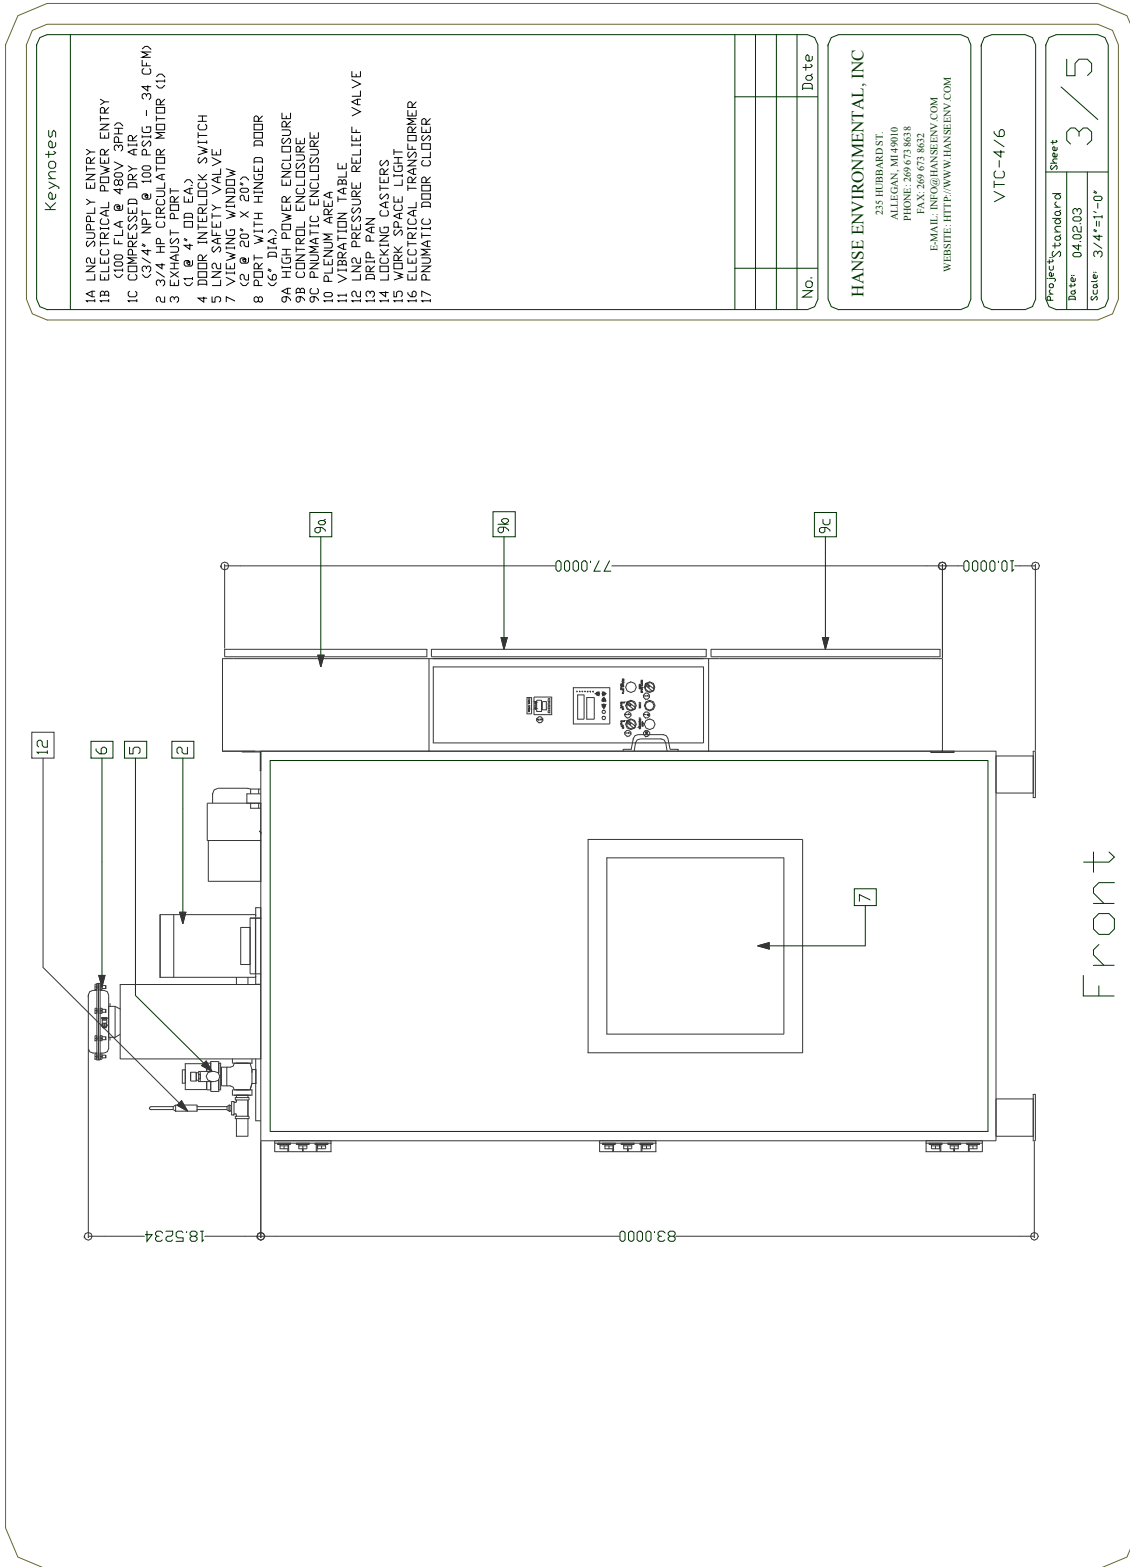 Keynotes
1A LN2 SUPPLY ENTRY
1B ELECTRICAL POWER ENTRY
(100 FLA @ 480V 3PH)
1C COMPRESSED DRY AIR
(3/4" NPT @ 100 PSIG - 34 CFM)
2 3/4 HP CIRCULATOR MOTOR (1)
3 EXHAUST PORT
(1 @ 4" OD EA.)
4 DOOR INTERLOCK SWITCH
5 LN2 SAFETY VALVE
7 VIEWING WINDOW
(2 @ 20" X 20")
8 PORT WITH HINGED DOOR
(6" DIA.)
9A HIGH POWER ENCLOSURE
9B CONTROL ENCLOSURE
9C PNUMATIC ENCLOSURE
10 PLENUM AREA
11 VIBRATION TABLE
12 LN2 PRESSURE RELIEF VALVE
13 DRIP PAN
14 LOCKING CASTERS
15 WORK SPACE LIGHT
16 ELECTRICAL TRANSFORMER
17 PNUMATIC DOOR CLOSER
No. Date
HANSE ENVIRONMENTAL, INC
235 HUBBARD ST.
ALLEGAN, MI 49010
PHONE: 269 673 8638
FAX: 269 673 8632
E-MAIL: INFO@HANSEENV.COM
WEBSITE: HTTP://WWW.HANSEENV.COM
VTC-4/6
Project: Standard
Date: 04.02.03
Scale: 3/4"=1'-0"
Sheet
3/5
12
6
5
2
9a
9b
9c
7
18.5234
83.0000
77.0000
10.0000
Front